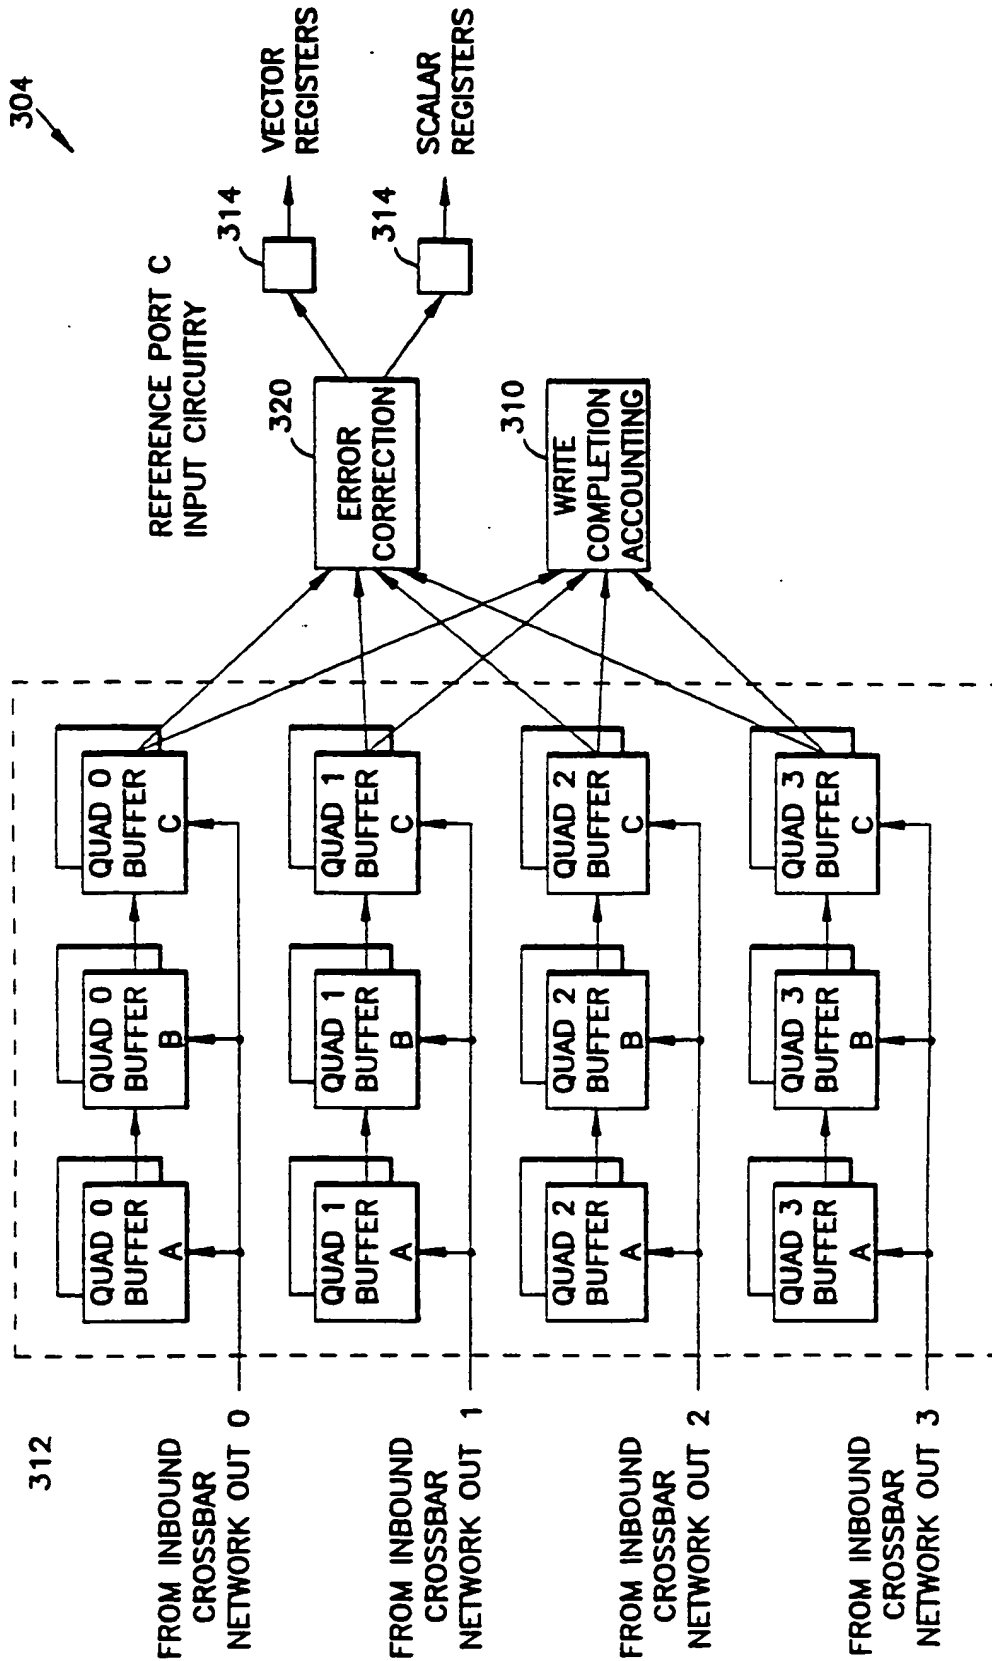 304
REFERENCE PORT C
INPUT CIRCUITRY
312
FROM INBOUND
CROSSBAR
NETWORK OUT 0
QUAD 0
BUFFER
A
QUAD 0
BUFFER
B
QUAD 0
BUFFER
C
FROM INBOUND
CROSSBAR
NETWORK OUT 1
QUAD 1
BUFFER
A
QUAD 1
BUFFER
B
QUAD 1
BUFFER
C
FROM INBOUND
CROSSBAR
NETWORK OUT 2
QUAD 2
BUFFER
A
QUAD 2
BUFFER
B
QUAD 2
BUFFER
C
FROM INBOUND
CROSSBAR
NETWORK OUT 3
QUAD 3
BUFFER
A
QUAD 3
BUFFER
B
QUAD 3
BUFFER
C
320
ERROR
CORRECTION
310
WRITE
COMPLETION
ACCOUNTING
314
VECTOR
REGISTERS
314
SCALAR
REGISTERS